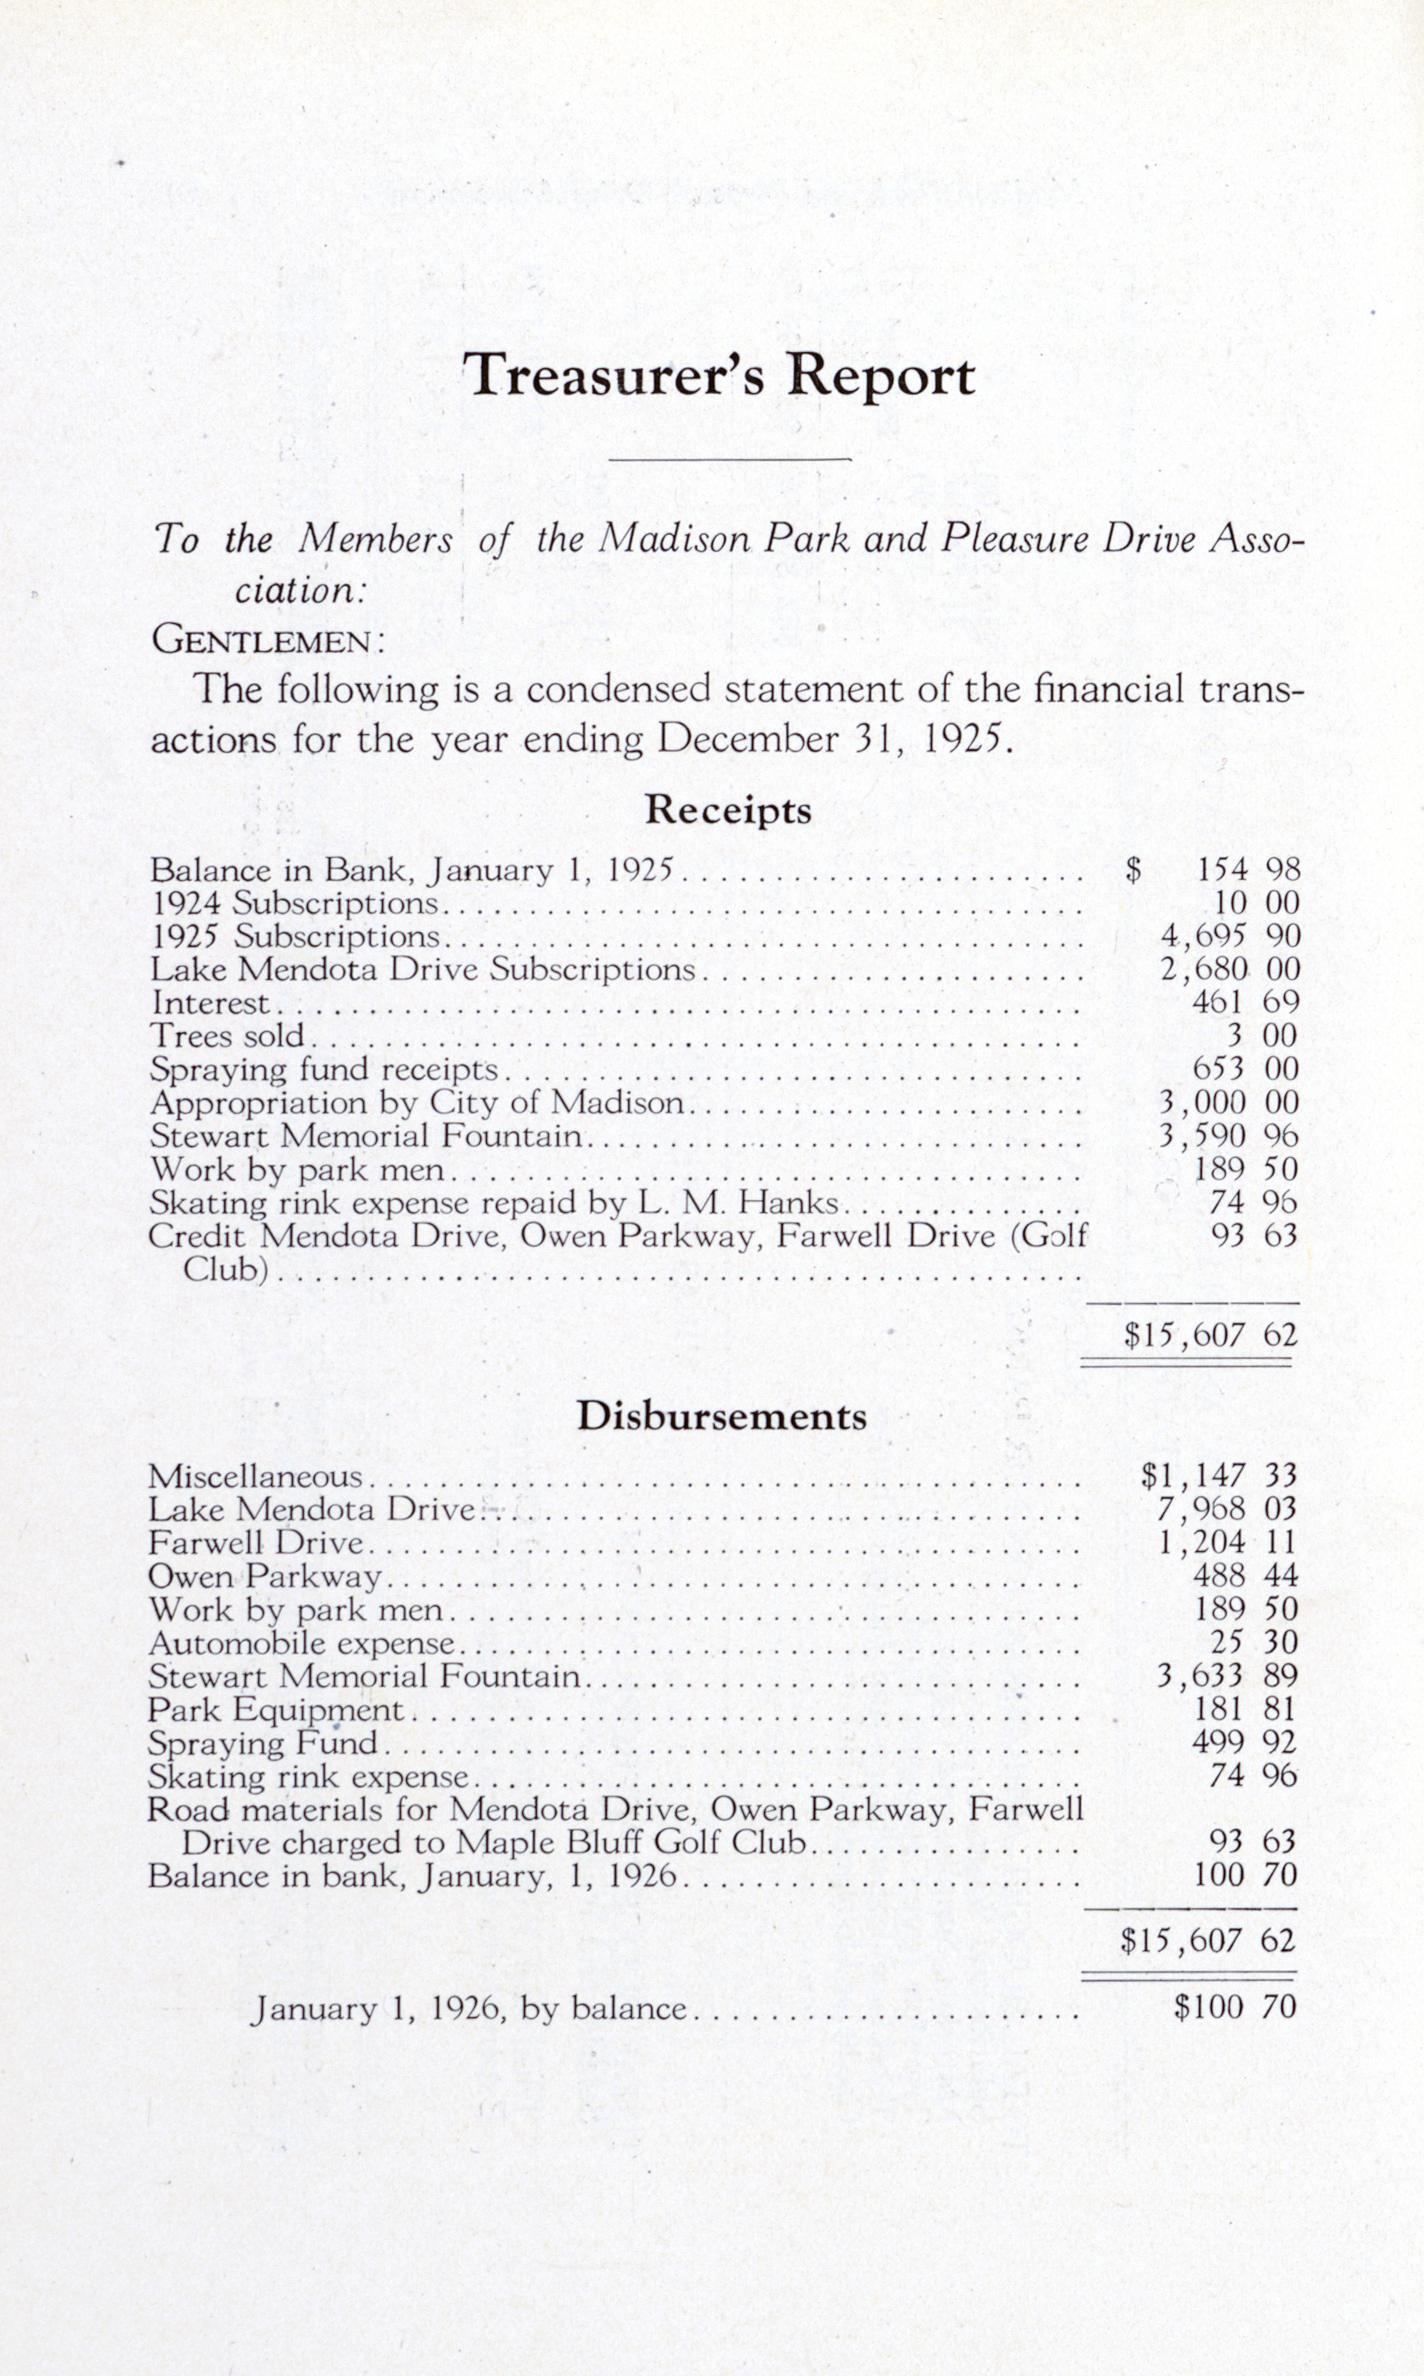 Treasurer's Report
To the Members of the Madison Park and Pleasure Drive Asso-
ciation:
GENTLEMEN:
The following is a condensed statement of the financial trans-
actions for the year ending December 31, 1925.
Receipts
Balance in Bank, January 1, 1925........................ $ 154 98
1924 Subscriptions........................ 10 00
1925 Subscriptions........................ 4,695 90
Lake Mendota Drive Subscriptions........................ 2,680 00
Interest........................ 461 69
Trees sold........................ 3 00
Spraying fund receipts........................ 653 00
Appropriation by City of Madison........................ 3,000 00
Stewart Memorial Fountain........................ 3,590 96
Work by park men........................ 189 50
Skating rink expense repaid by L. M. Hanks.............. 74 96
Credit Mendota Drive, Owen Parkway, Farwell Drive (Golf 93 63
Club)........................
$15,607 62
Disbursements
Miscellaneous........................ $1,147 33
Lake Mendota Drive........................ 7,968 03
Farwell Drive........................ 1,204 11
Owen Parkway........................ 488 44
Work by park men........................ 189 50
Automobile expense........................ 25 30
Stewart Memorial Fountain........................ 3,633 89
Park Equipment........................ 181 81
Spraying Fund........................ 499 92
Skating rink expense........................ 74 96
Road materials for Mendota Drive, Owen Parkway, Farwell
Drive charged to Maple Bluff Golf Club................ 93 63
Balance in bank, January, 1, 1926........................ 100 70
$15,607 62
January 1, 1926, by balance...................... $100 70